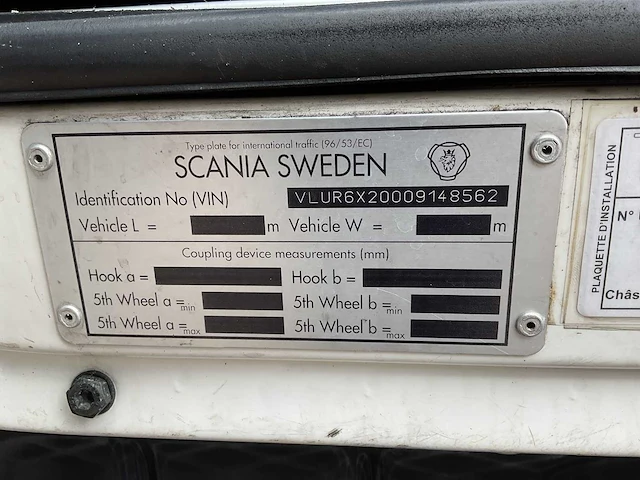 Type plate for international traffic (96/53/EC)
SCANIA SWEDEN
Identification No (VIN) VLUR6X20009148562
Vehicle L = m Vehicle W = m
Coupling device measurements (mm)
Hook a = Hook b =
5th Wheel a = min 5th Wheel b = min
5th Wheel a = max 5th Wheel b = max
PLAQUETTE D'INSTALLATION
N°
Châs